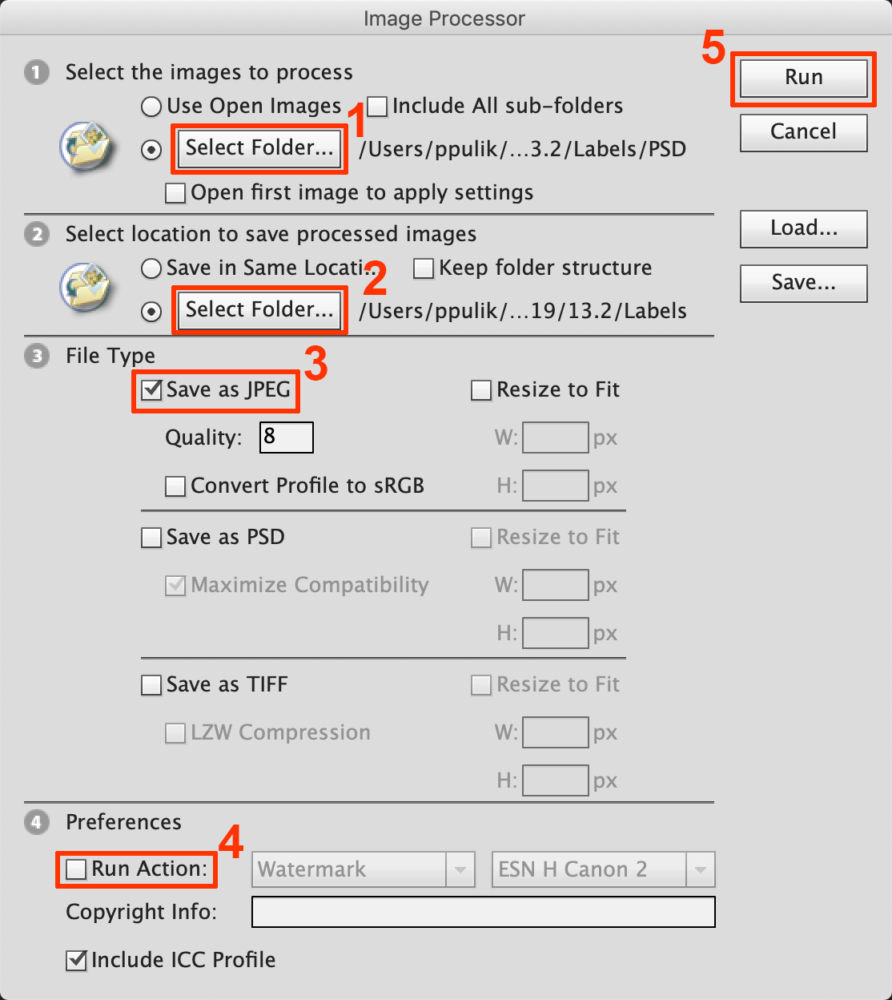 Image Processor
1 Select the images to process
Use Open Images Include All sub-folders
1
Select Folder... /Users/ppulik/...3.2/Labels/PSD
Open first image to apply settings
5
Run
Cancel
Load...
Save...
2 Select location to save processed images
Save in Same Locati... Keep folder structure
2
Select Folder... /Users/ppulik/...19/13.2/Labels
3 File Type
3
Save as JPEG Resize to Fit
Quality: 8 W: px
Convert Profile to sRGB H: px
Save as PSD Resize to Fit
Maximize Compatibility W: px
H: px
Save as TIFF Resize to Fit
LZW Compression W: px
H: px
4 Preferences
4
Run Action: Watermark ESN H Canon 2
Copyright Info:
Include ICC Profile